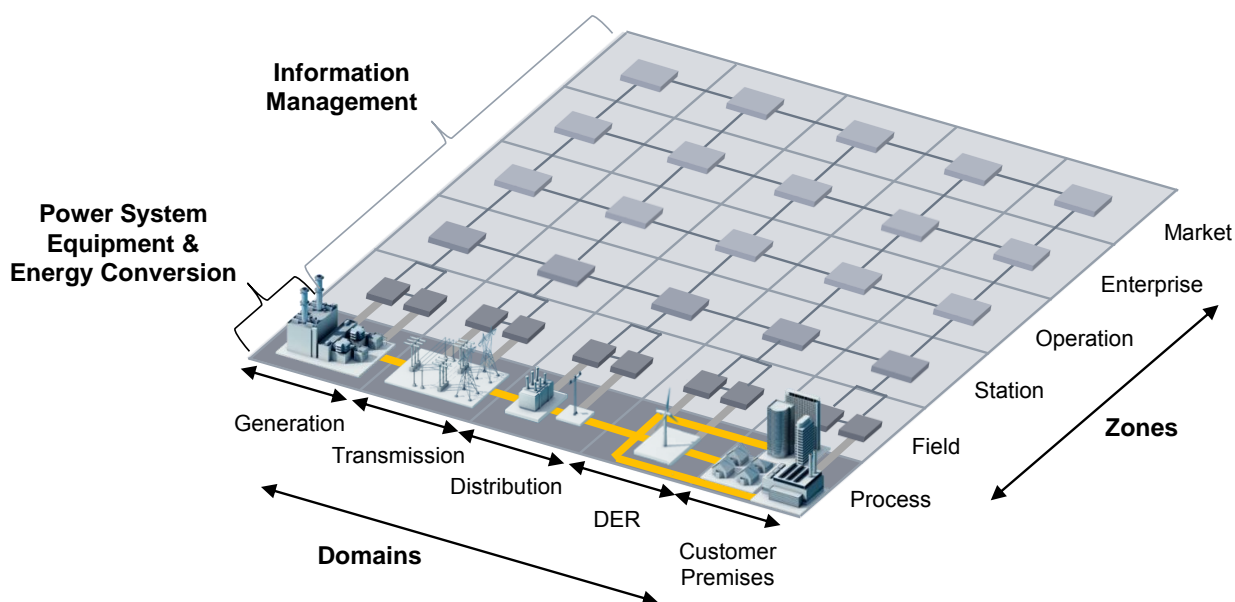 Information
Management
Power System
Equipment &
Energy Conversion
Market
Enterprise
Operation
Station
Field
Process
Zones
Generation
Transmission
Distribution
DER
Customer
Premises
Domains